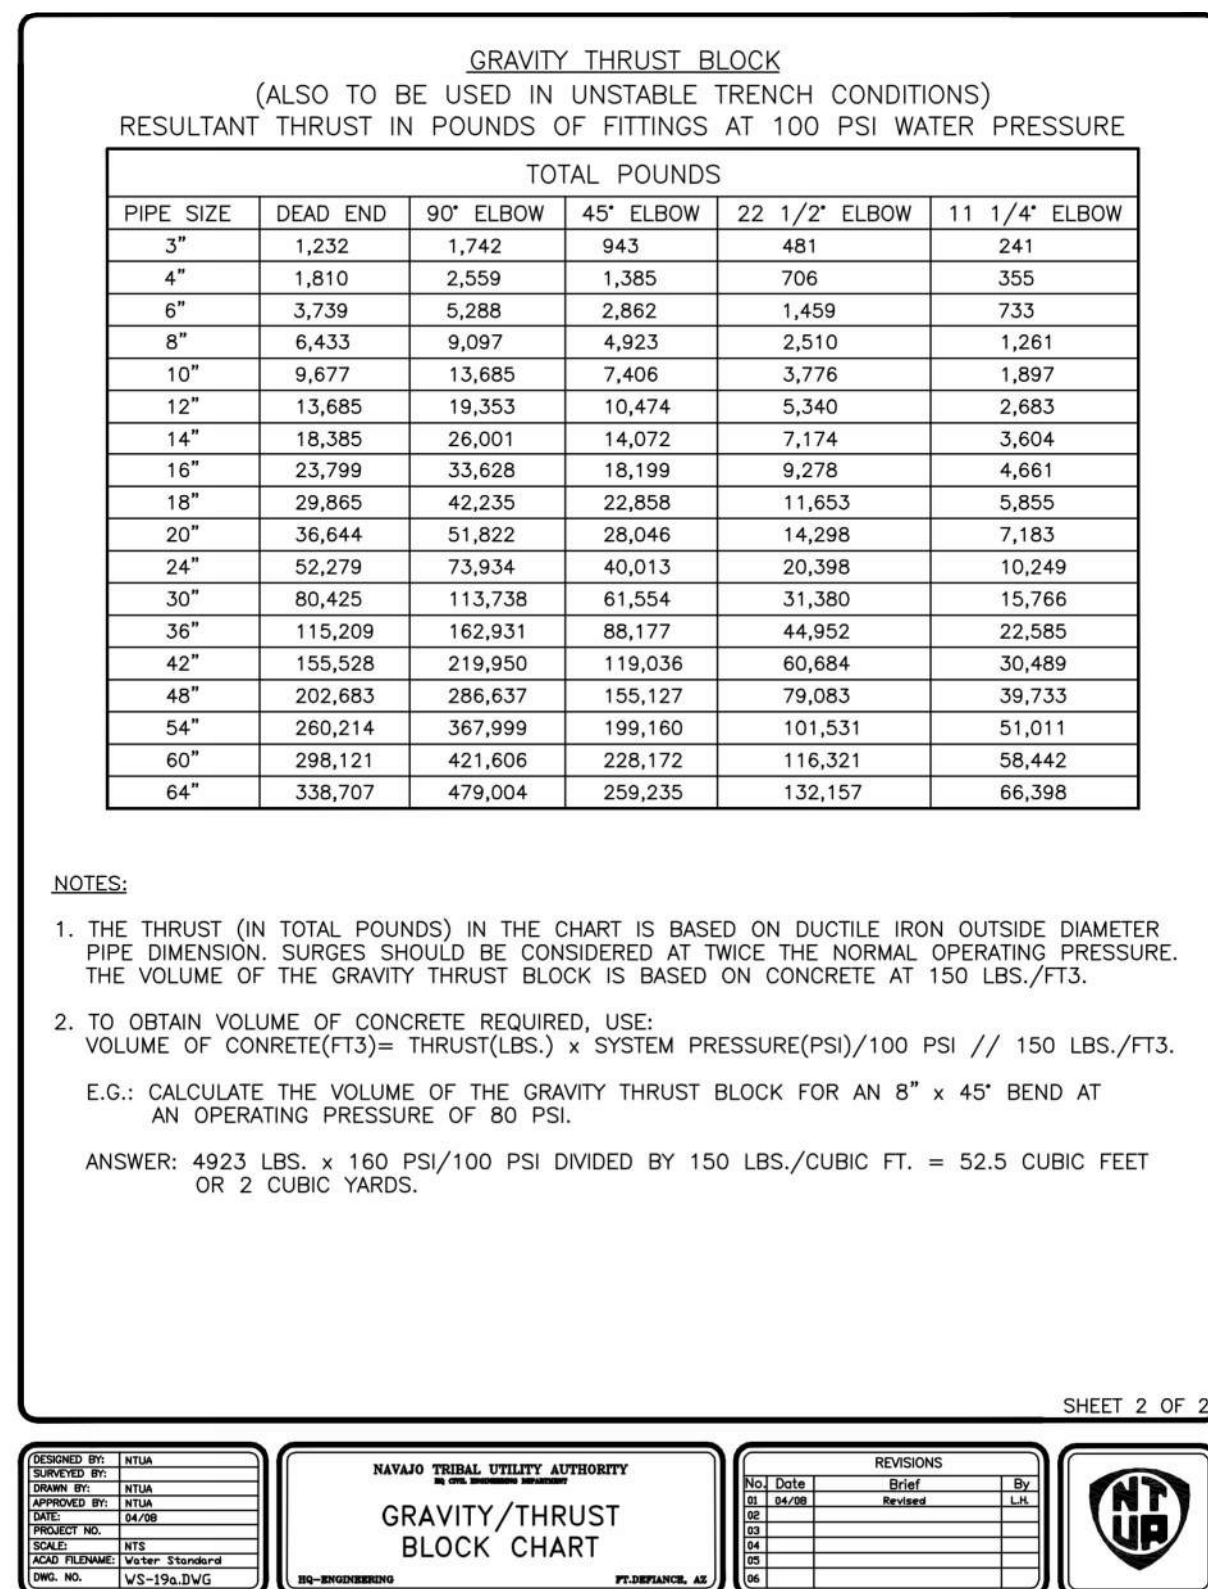 GRAVITY THRUST BLOCK
(ALSO TO BE USED IN UNSTABLE TRENCH CONDITIONS)
RESULTANT THRUST IN POUNDS OF FITTINGS AT 100 PSI WATER PRESSURE
TOTAL POUNDS
PIPE SIZE DEAD END 90° ELBOW 45° ELBOW 22 1/2° ELBOW 11 1/4° ELBOW
3" 1,232 1,742 943 481 241
4" 1,810 2,559 1,385 706 355
6" 3,739 5,288 2,862 1,459 733
8" 6,433 9,097 4,923 2,510 1,261
10" 9,677 13,685 7,406 3,776 1,897
12" 13,685 19,353 10,474 5,340 2,683
14" 18,385 26,001 14,072 7,174 3,604
16" 23,799 33,628 18,199 9,278 4,661
18" 29,865 42,235 22,858 11,653 5,855
20" 36,644 51,822 28,046 14,298 7,183
24" 52,279 73,934 40,013 20,398 10,249
30" 80,425 113,738 61,554 31,380 15,766
36" 115,209 162,931 88,177 44,952 22,585
42" 155,528 219,950 119,036 60,684 30,489
48" 202,683 286,637 155,127 79,083 39,733
54" 260,214 367,999 199,160 101,531 51,011
60" 298,121 421,606 228,172 116,321 58,442
64" 338,707 479,004 259,235 132,157 66,398
NOTES:
1. THE THRUST (IN TOTAL POUNDS) IN THE CHART IS BASED ON DUCTILE IRON OUTSIDE DIAMETER
PIPE DIMENSION. SURGES SHOULD BE CONSIDERED AT TWICE THE NORMAL OPERATING PRESSURE.
THE VOLUME OF THE GRAVITY THRUST BLOCK IS BASED ON CONCRETE AT 150 LBS./FT3.
2. TO OBTAIN VOLUME OF CONCRETE REQUIRED, USE:
VOLUME OF CONRETE(FT3)= THRUST(LBS.) x SYSTEM PRESSURE(PSI)/100 PSI // 150 LBS./FT3.
E.G.: CALCULATE THE VOLUME OF THE GRAVITY THRUST BLOCK FOR AN 8" x 45° BEND AT
AN OPERATING PRESSURE OF 80 PSI.
ANSWER: 4923 LBS. x 160 PSI/100 PSI DIVIDED BY 150 LBS./CUBIC FT. = 52.5 CUBIC FEET
OR 2 CUBIC YARDS.
SHEET 2 OF 2
DESIGNED BY: NTUA
SURVEYED BY:
DRAWN BY: NTUA
APPROVED BY: NTUA
DATE: 04/08
PROJECT NO.
SCALE: NTS
ACAD FILENAME: Water Standard
DWG. NO. WS-19a.DWG
NAVAJO TRIBAL UTILITY AUTHORITY
HQ CIVIL ENGINEERING DEPARTMENT
GRAVITY/THRUST
BLOCK CHART
HQ-ENGINEERING FT.DEFIANCE, AZ
REVISIONS
No. Date Brief By
01 04/08 Revised L.H.
02
03
04
05
06
NT
UA